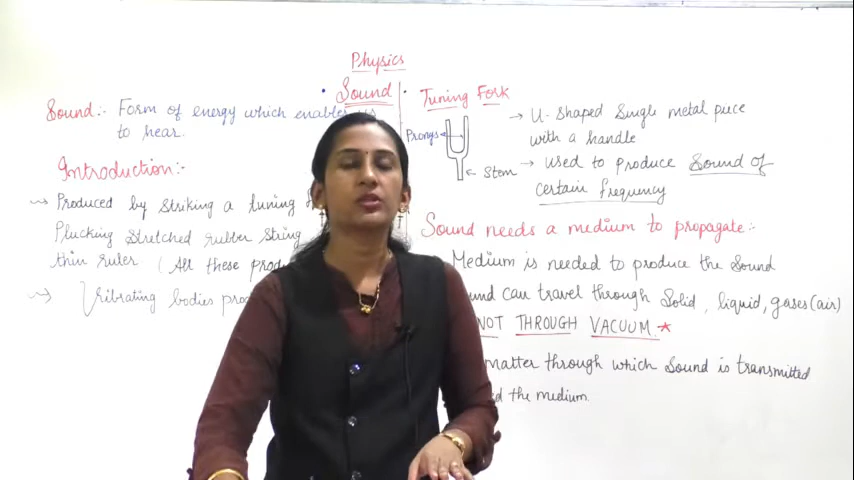 Physics
Sound
Sound:- Form of energy which enables us
to hear.
Introduction:-
Produced by striking a tuning
Plucking Stretched rubber string
thin ruler (All these
Vibrating bodies
Tuning Fork
Prongs
Stem
→ U-shaped Single metal piece
with a handle
→ Used to produce Sound of
certain frequency
Sound needs a medium to propagate:-
Medium is needed to produce the Sound
can travel through Solid, liquid, gases (air)
NOT THROUGH VACUUM.*
matter through which Sound is transmitted
the medium.